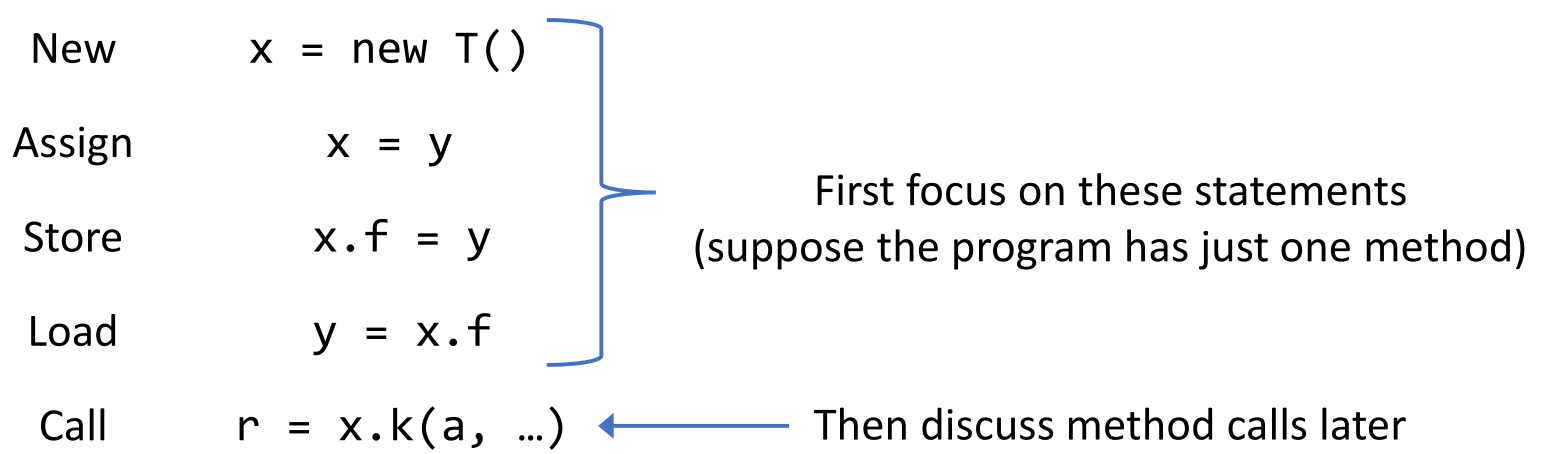 New x = new T()
Assign x = y
Store x.f = y
Load y = x.f
First focus on these statements
(suppose the program has just one method)
Call r = x.k(a, …)
Then discuss method calls later